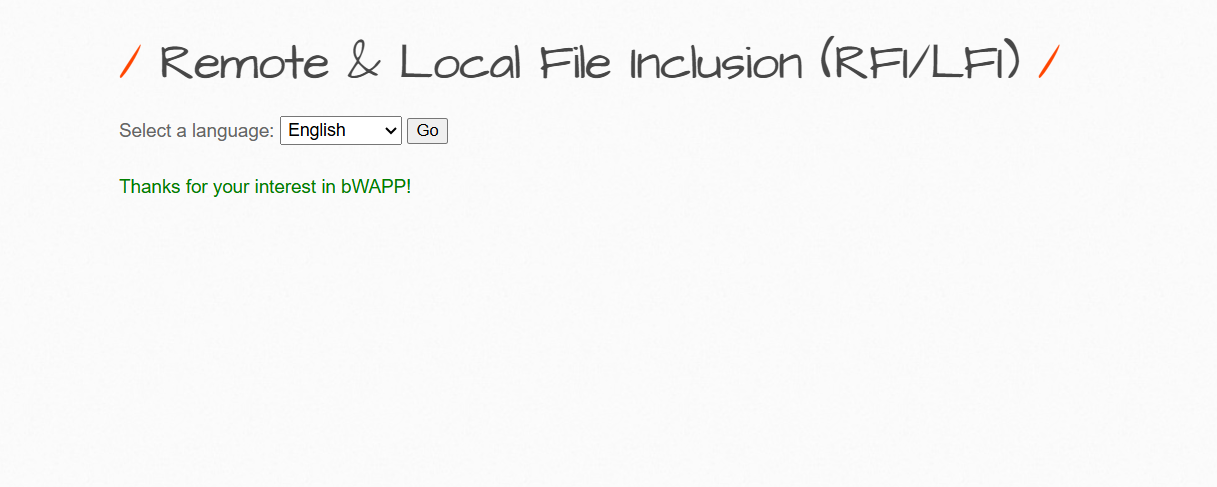 / Remote & Local File Inclusion (RFI/LFI) /
Select a language: English Go
Thanks for your interest in bWAPP!